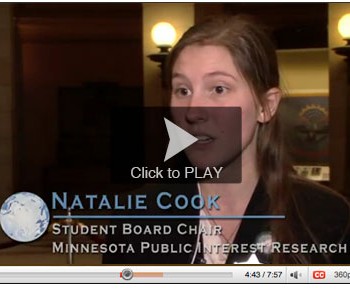 Click to PLAY
NATALIE COOK
STUDENT BOARD CHAIR
MINNESOTA PUBLIC INTEREST RESEARCH
4:43 / 7:57 CC 360p